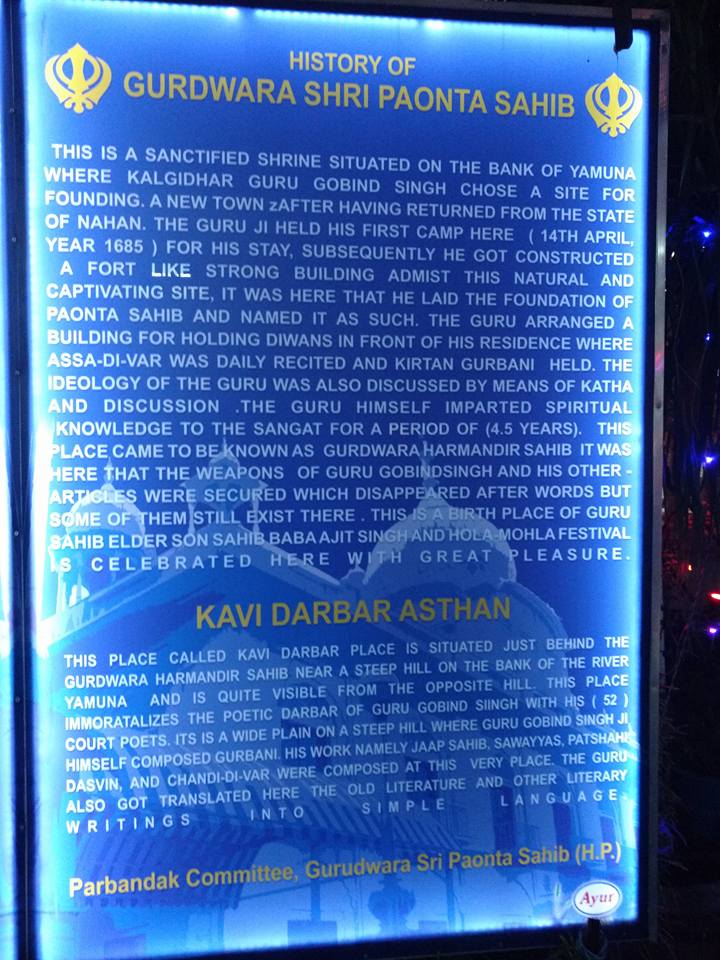 HISTORY OF
GURDWARA SHRI PAONTA SAHIB
THIS IS A SANCTIFIED SHRINE SITUATED ON THE BANK OF YAMUNA
WHERE KALGIDHAR GURU GOBIND SINGH CHOSE A SITE FOR
FOUNDING. A NEW TOWN zAFTER HAVING RETURNED FROM THE STATE
OF NAHAN. THE GURU JI HELD HIS FIRST CAMP HERE ( 14TH APRIL,
YEAR 1685 ) FOR HIS STAY, SUBSEQUENTLY HE GOT CONSTRUCTED
A FORT LIKE STRONG BUILDING ADMIST THIS NATURAL AND
CAPTIVATING SITE, IT WAS HERE THAT HE LAID THE FOUNDATION OF
PAONTA SAHIB AND NAMED IT AS SUCH. THE GURU ARRANGED A
BUILDING FOR HOLDING DIWANS IN FRONT OF HIS RESIDENCE WHERE
ASSA-DI-VAR WAS DAILY RECITED AND KIRTAN GURBANI HELD. THE
IDEOLOGY OF THE GURU WAS ALSO DISCUSSED BY MEANS OF KATHA
AND DISCUSSION .THE GURU HIMSELF IMPARTED SPIRITUAL
KNOWLEDGE TO THE SANGAT FOR A PERIOD OF (4.5 YEARS). THIS
PLACE CAME TO BE KNOWN AS GURDWARA HARMANDIR SAHIB IT WAS
HERE THAT THE WEAPONS OF GURU GOBINDSINGH AND HIS OTHER -
ARTICLES WERE SECURED WHICH DISAPPEARED AFTER WORDS BUT
SOME OF THEM STILL EXIST THERE . THIS IS A BIRTH PLACE OF GURU
SAHIB ELDER SON SAHIB BABA AJIT SINGH AND HOLA-MOHLA FESTIVAL
IS CELEBRATED HERE WITH GREAT PLEASURE.
KAVI DARBAR ASTHAN
THIS PLACE CALLED KAVI DARBAR PLACE IS SITUATED JUST BEHIND THE
GURDWARA HARMANDIR SAHIB NEAR A STEEP HILL ON THE BANK OF THE RIVER
YAMUNA AND IS QUITE VISIBLE FROM THE OPPOSITE HILL. THIS PLACE
IMMORATALIZES THE POETIC DARBAR OF GURU GOBIND SIINGH WITH HIS ( 52 )
COURT POETS. ITS IS A WIDE PLAIN ON A STEEP HILL WHERE GURU GOBIND SINGH JI
HIMSELF COMPOSED GURBANI. HIS WORK NAMELY JAAP SAHIB, SAWAYYAS, PATSHAHI
DASVIN, AND CHANDI-DI-VAR WERE COMPOSED AT THIS VERY PLACE. THE GURU
ALSO GOT TRANSLATED HERE THE OLD LITERATURE AND OTHER LITERARY
WRITINGS INTO SIMPLE LANGUAGE-
Parbandak Committee, Gurudwara Sri Paonta Sahib (H.P.)
Ayur